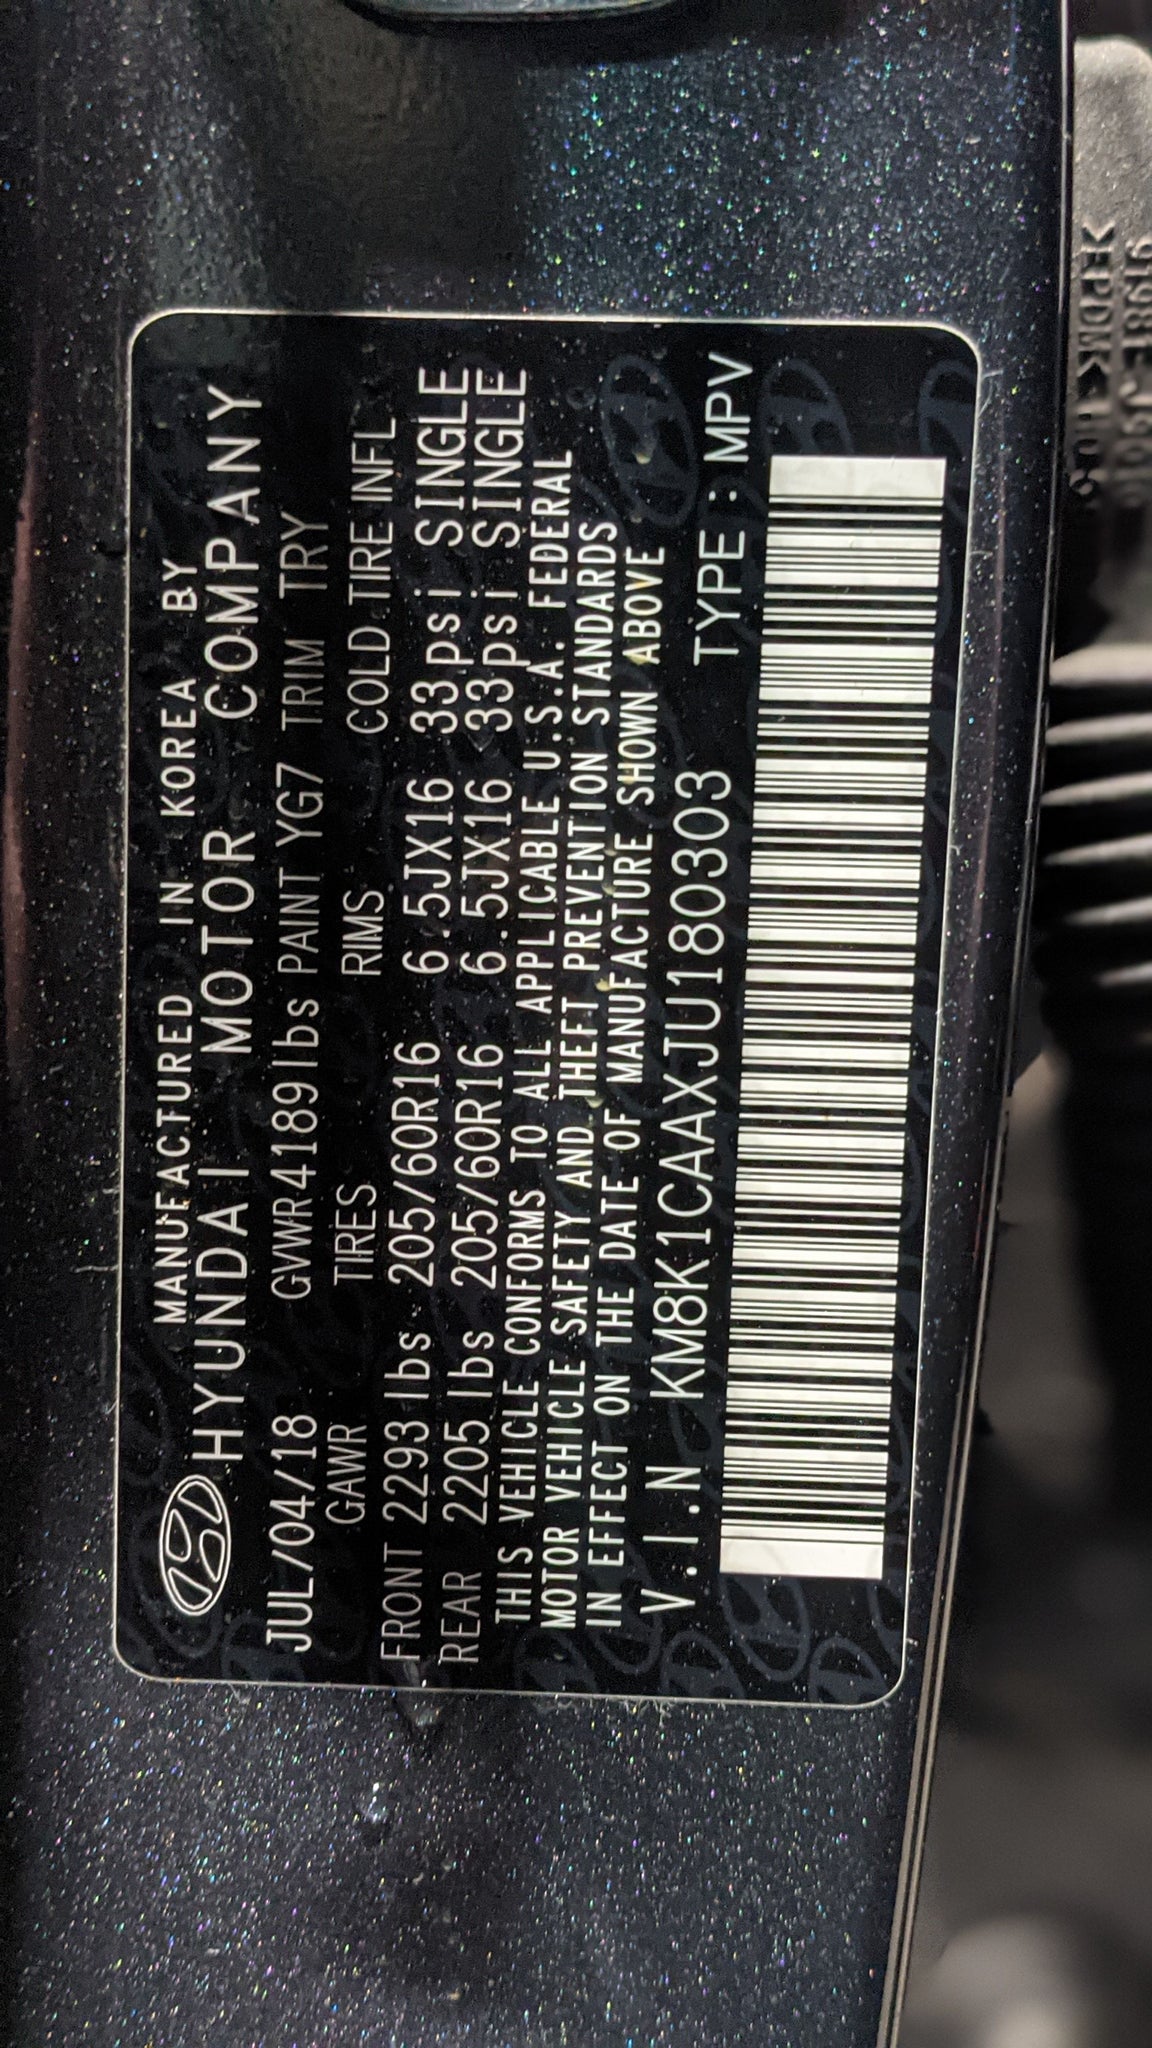 MANUFACTURED IN KOREA BY
HYUNDAI MOTOR COMPANY
JUL/04/18 GVWR4189lbs PAINT YG7 TRIM TRY
GAWR TIRES RIMS COLD TIRE INFL
FRONT 2293lbs 205/60R16 6.5JX16 33psi SINGLE
REAR 2205lbs 205/60R16 6.5JX16 33psi SINGLE
THIS VEHICLE CONFORMS TO ALL APPLICABLE U.S.A. FEDERAL
MOTOR VEHICLE SAFETY AND THEFT PREVENTION STANDARDS
IN EFFECT ON THE DATE OF MANUFACTURE SHOWN ABOVE
V.I.N KM8K1CAAXJU180303 TYPE:MPV